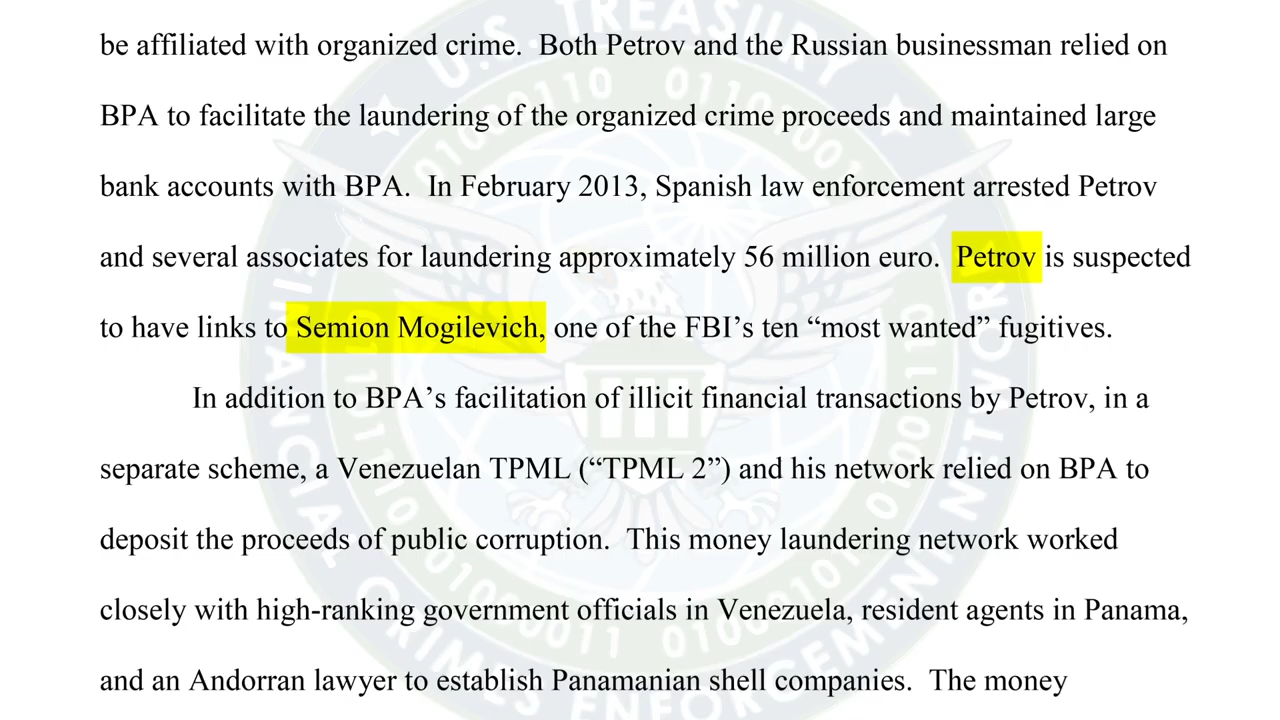 be affiliated with organized crime.  Both Petrov and the Russian businessman relied on
BPA to facilitate the laundering of the organized crime proceeds and maintained large
bank accounts with BPA.  In February 2013, Spanish law enforcement arrested Petrov
and several associates for laundering approximately 56 million euro.  Petrov is suspected
to have links to Semion Mogilevich, one of the FBI’s ten “most wanted” fugitives.
In addition to BPA’s facilitation of illicit financial transactions by Petrov, in a
separate scheme, a Venezuelan TPML (“TPML 2”) and his network relied on BPA to
deposit the proceeds of public corruption.  This money laundering network worked
closely with high-ranking government officials in Venezuela, resident agents in Panama,
and an Andorran lawyer to establish Panamanian shell companies.  The money
U.S. TREASURY
FINANCIAL CRIMES ENFORCEMENT NETWORK